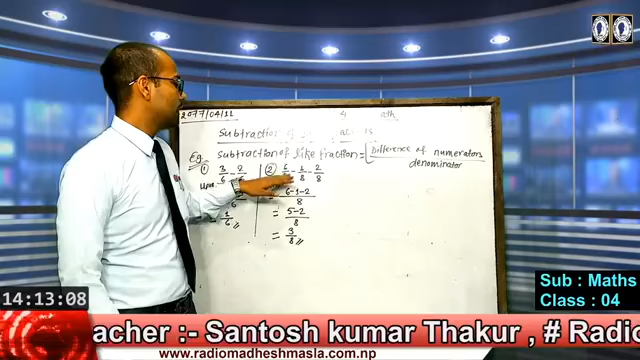 2077/04/11
Subtraction of
Eg- Subtraction of like fraction = Difference of numerators
denominator
① 3/6 - 2/6
② 6/8 - 1/8 - 2/8
6-1-2/8
= 1/6
= 5-2/8
= 3/8
14:13:08
Sub : Maths
Class : 04
acher :- Santosh kumar Thakur , # Radio
www.radiomadheshmasla.com.np